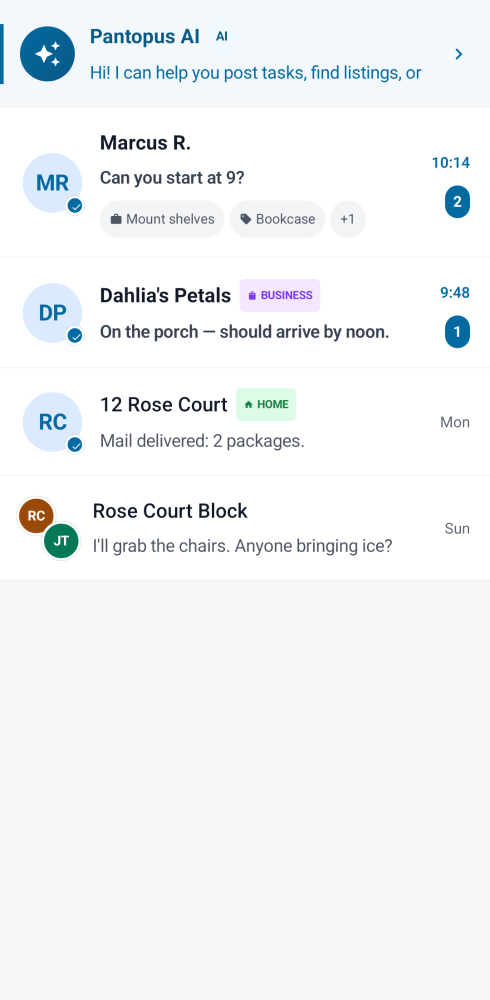 Pantopus AI AI
Hi! I can help you post tasks, find listings, or
Marcus R.
10:14
MR
Can you start at 9?
2
Mount shelves Bookcase +1
Dahlia's Petals BUSINESS
9:48
DP
On the porch — should arrive by noon.
1
12 Rose Court HOME
RC
Mon
Mail delivered: 2 packages.
RC
Rose Court Block
JT
Sun
I'll grab the chairs. Anyone bringing ice?